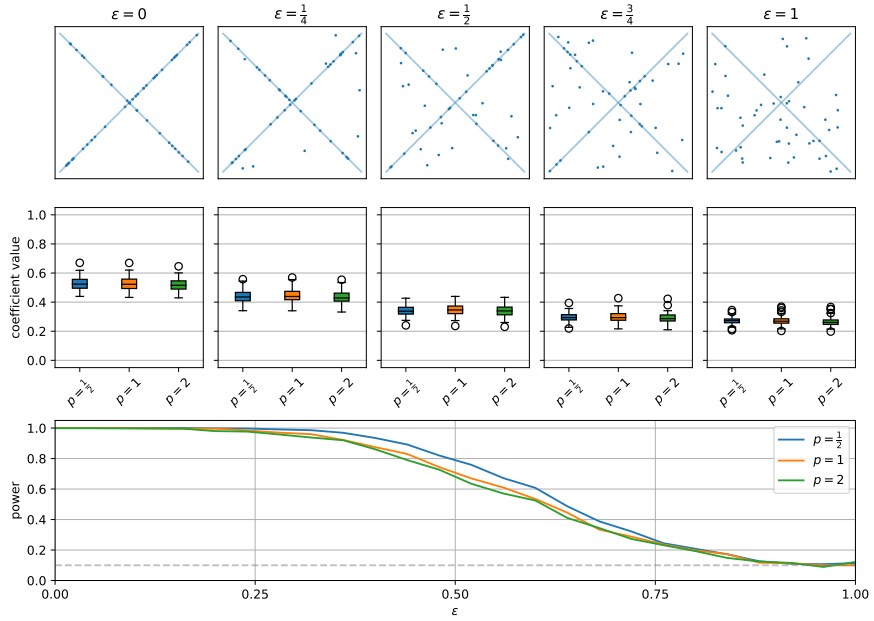 ε = 0
ε = 1/4
ε = 1/2
ε = 3/4
ε = 1
coefficient value
1.0
0.8
0.6
0.4
0.2
0.0
p = 1/2
p = 1
p = 2
p = 1/2
p = 1
p = 2
p = 1/2
p = 1
p = 2
p = 1/2
p = 1
p = 2
p = 1/2
p = 1
p = 2
power
1.0
0.8
0.6
0.4
0.2
0.0
p = 1/2
p = 1
p = 2
0.00
0.25
0.50
0.75
1.00
ε